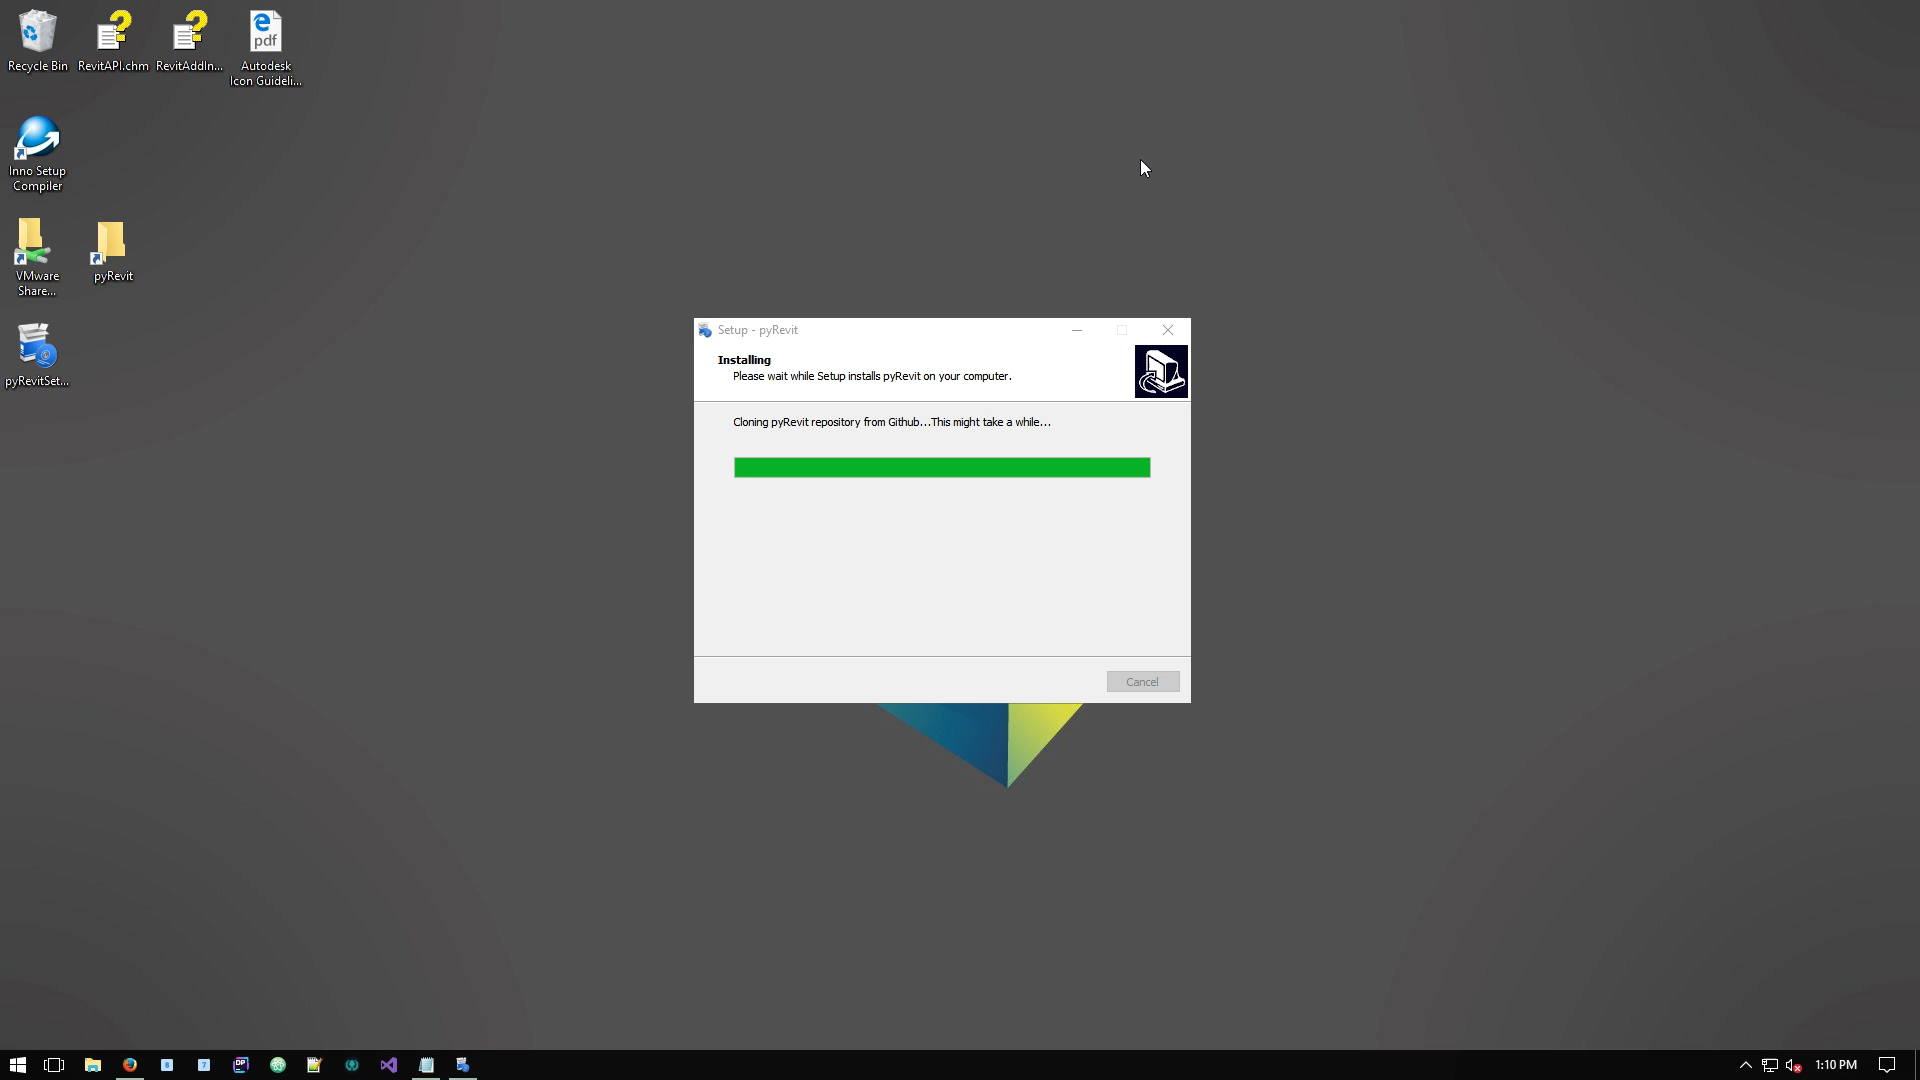 Recycle Bin
RevitAPI.chm
RevitAddIn...
pdf
Autodesk
Icon Guideli...
Inno Setup
Compiler
VMware
Share...
pyRevit
pyRevitSet...
Setup - pyRevit
Installing
Please wait while Setup installs pyRevit on your computer.
Cloning pyRevit repository from Github...This might take a while...
Cancel
DP
1:10 PM